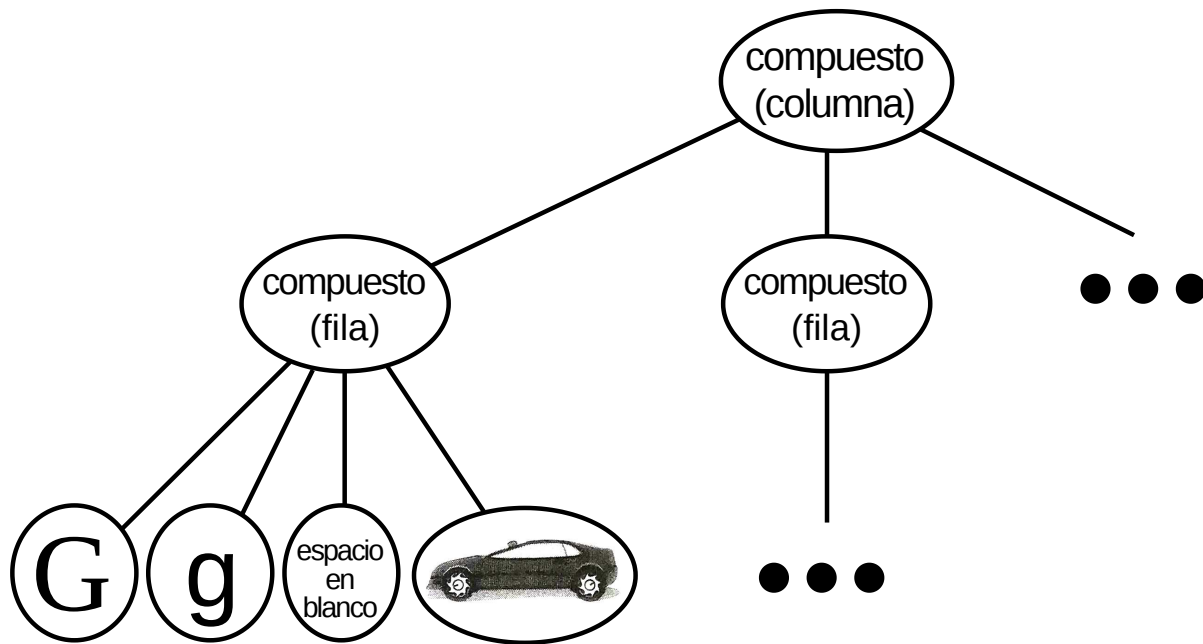 compuesto
(columna)
compuesto
(fila)
compuesto
(fila)
G
g
espacio
en
blanco